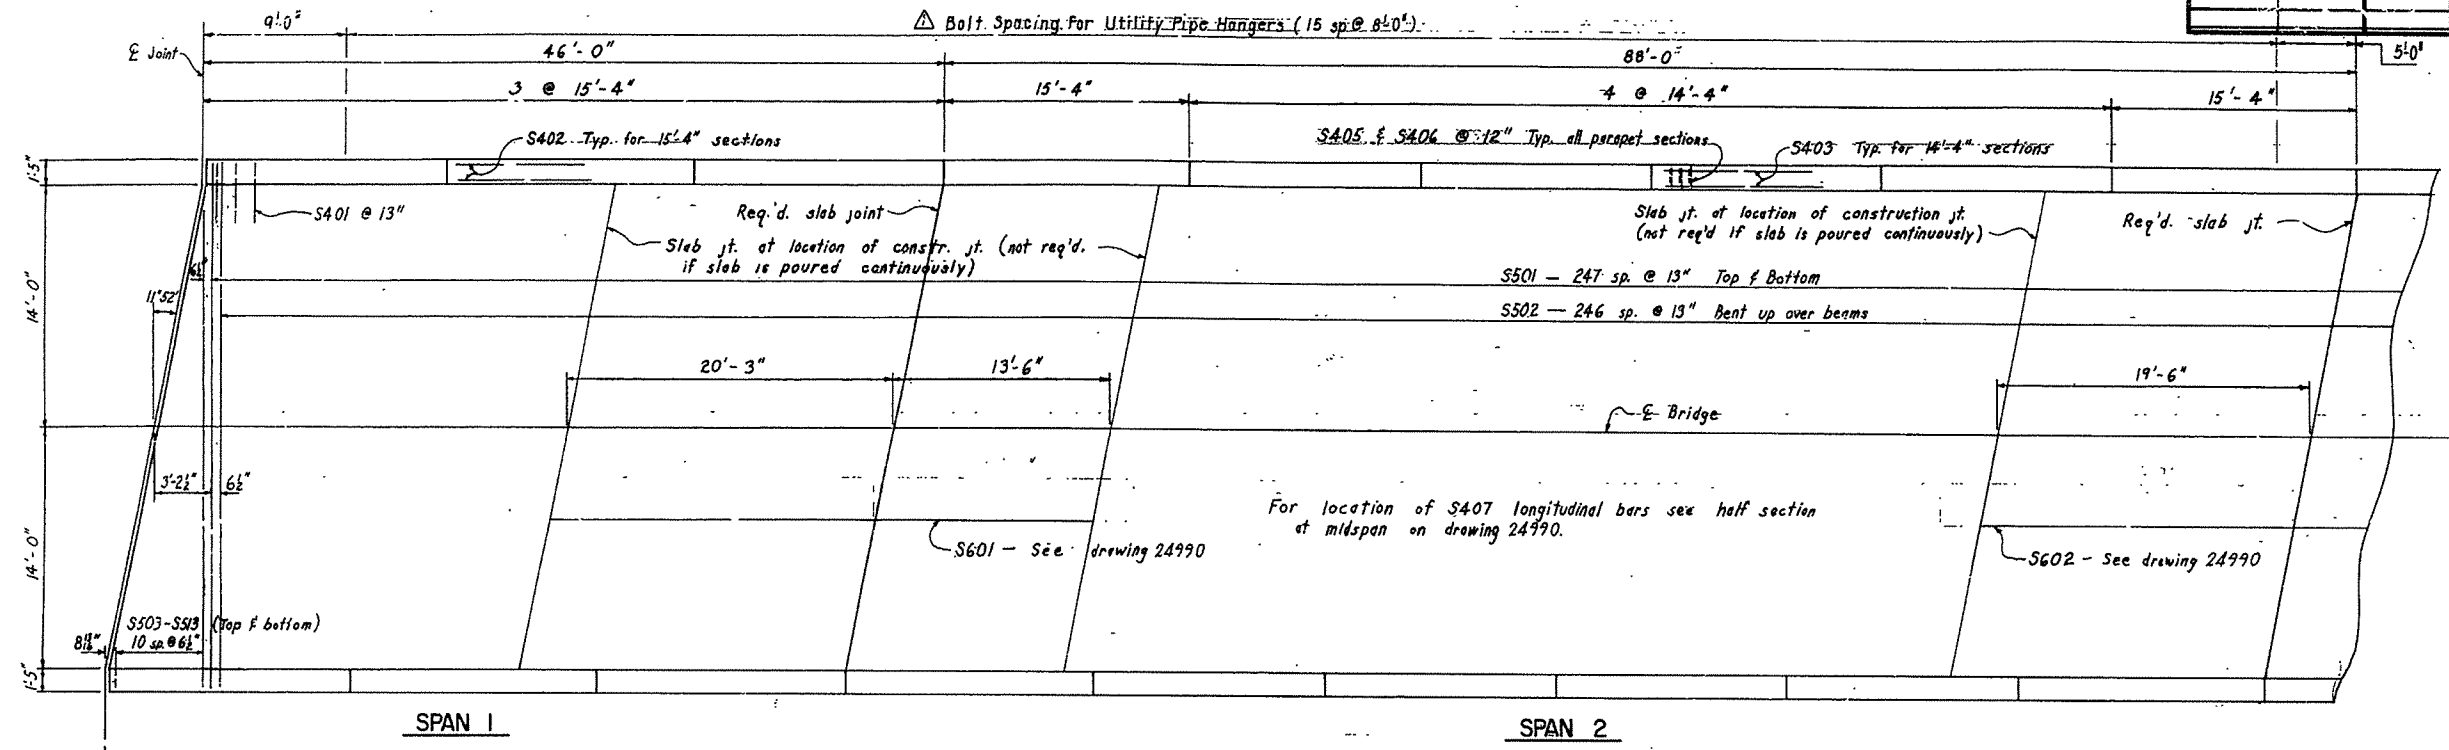 9'-0"
⚠ Bolt Spacing for Utility Pipe Hangers (15 sp @ 8'-0")
℄ Joint
46'-0"
88'-0"
5'-0"
3 @ 15'-4"
15'-4"
4 @ 14'-4"
15'-4"
S402 Typ. for 15'-4" sections
S405 & S406 @ 12" Typ. all parapet sections
S403 Typ. for 14'-4" sections
1'-5"
S401 @ 13"
Req.'d. slab joint
Slab jt. at location of constr. jt. (not req'd.
if slab is poured continuously)
Slab jt. at location of construction jt.
(not req'd if slab is poured continuously)
Req'd. slab jt.
6½"
S501 — 247 sp. @ 13" Top & Bottom
11°52'
14'-0"
S502 — 246 sp. @ 13" Bent up over beams
20'-3"
13'-6"
19'-6"
℄ Bridge
3'-2½"
6½"
For location of S407 longitudinal bars see half section
at midspan on drawing 24990.
14'-0"
S601 — See drawing 24990
S602 - See drawing 24990
S503-S513 (Top & bottom)
10 sp. @ 6½"
1'-5"
SPAN 1
SPAN 2